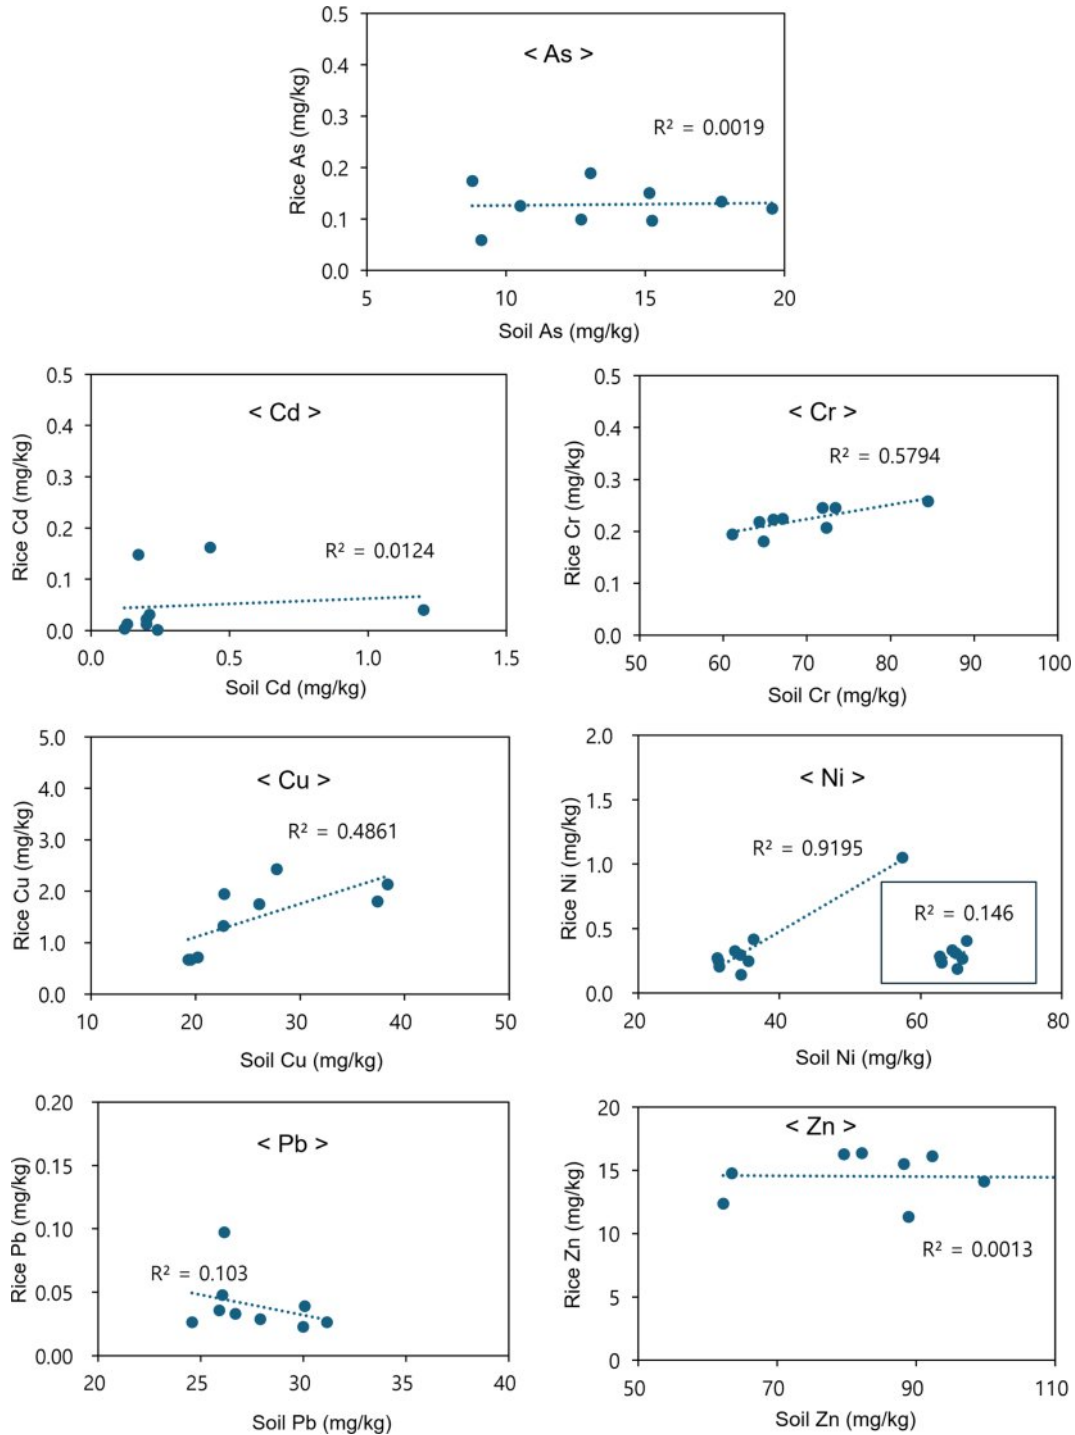 < As >
R² = 0.0019
Rice As (mg/kg)
0.5
0.4
0.3
0.2
0.1
0.0
5
10
15
20
Soil As (mg/kg)
< Cd >
R² = 0.0124
Rice Cd (mg/kg)
0.5
0.4
0.3
0.2
0.1
0.0
0.0
0.5
1.0
1.5
Soil Cd (mg/kg)
< Cr >
R² = 0.5794
Rice Cr (mg/kg)
0.5
0.4
0.3
0.2
0.1
0.0
50
60
70
80
90
100
Soil Cr (mg/kg)
< Cu >
R² = 0.4861
Rice Cu (mg/kg)
5.0
4.0
3.0
2.0
1.0
0.0
10
20
30
40
50
Soil Cu (mg/kg)
< Ni >
R² = 0.9195
R² = 0.146
Rice Ni (mg/kg)
2.0
1.5
1.0
0.5
0.0
20
40
60
80
Soil Ni (mg/kg)
< Pb >
R² = 0.103
Rice Pb (mg/kg)
0.20
0.15
0.10
0.05
0.00
20
25
30
35
40
Soil Pb (mg/kg)
< Zn >
R² = 0.0013
Rice Zn (mg/kg)
20
15
10
5
0
50
70
90
110
Soil Zn (mg/kg)